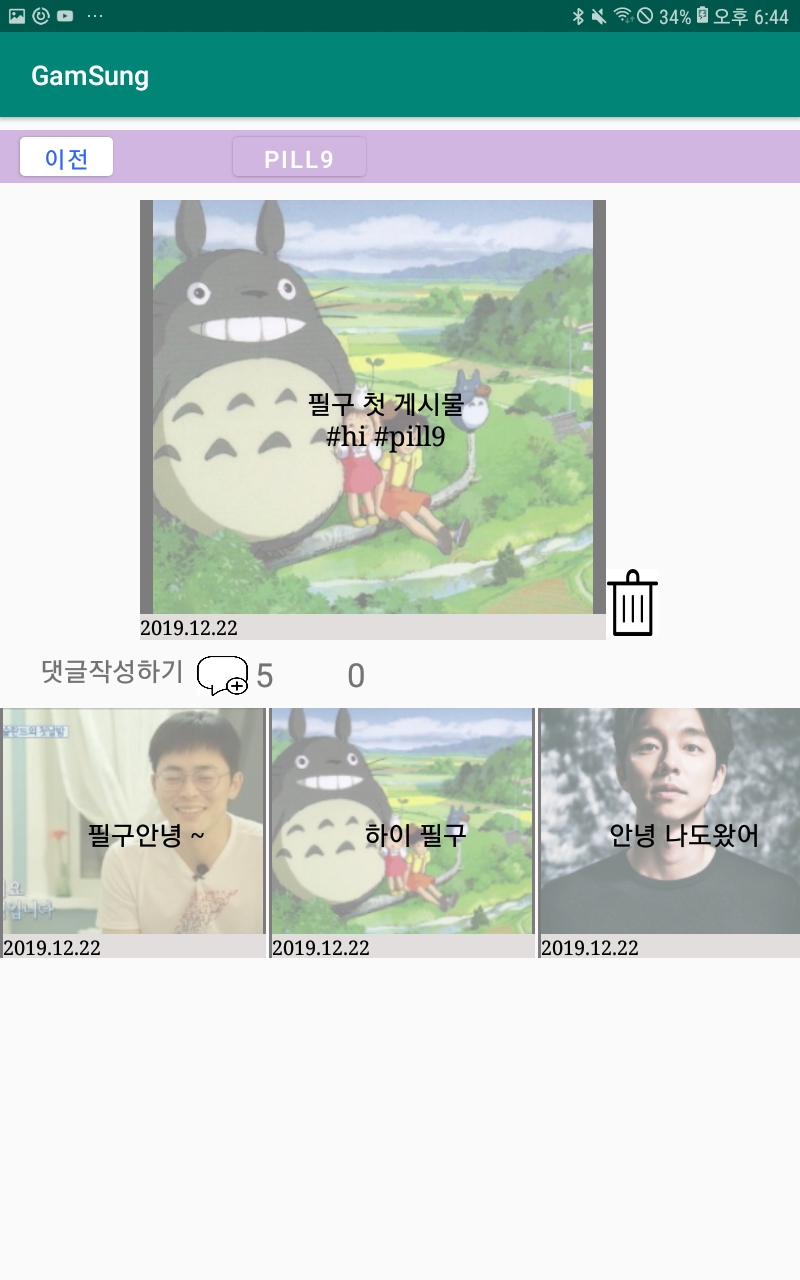 34% 오후 6:44
GamSung
이전 PILL9
필구 첫 게시물
#hi #pill9
2019.12.22
댓글작성하기 5 0
필구안녕 ~ 하이 필구 안녕 나도왔어
2019.12.22 2019.12.22 2019.12.22